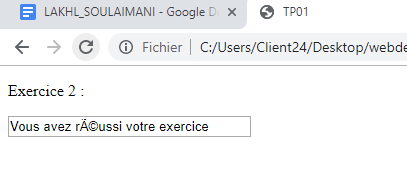 LAKHL_SOULAIMANI - Google D
TP01
Fichier C:/Users/Client24/Desktop/webde
Exercice 2 :
Vous avez rÃ©ussi votre exercice